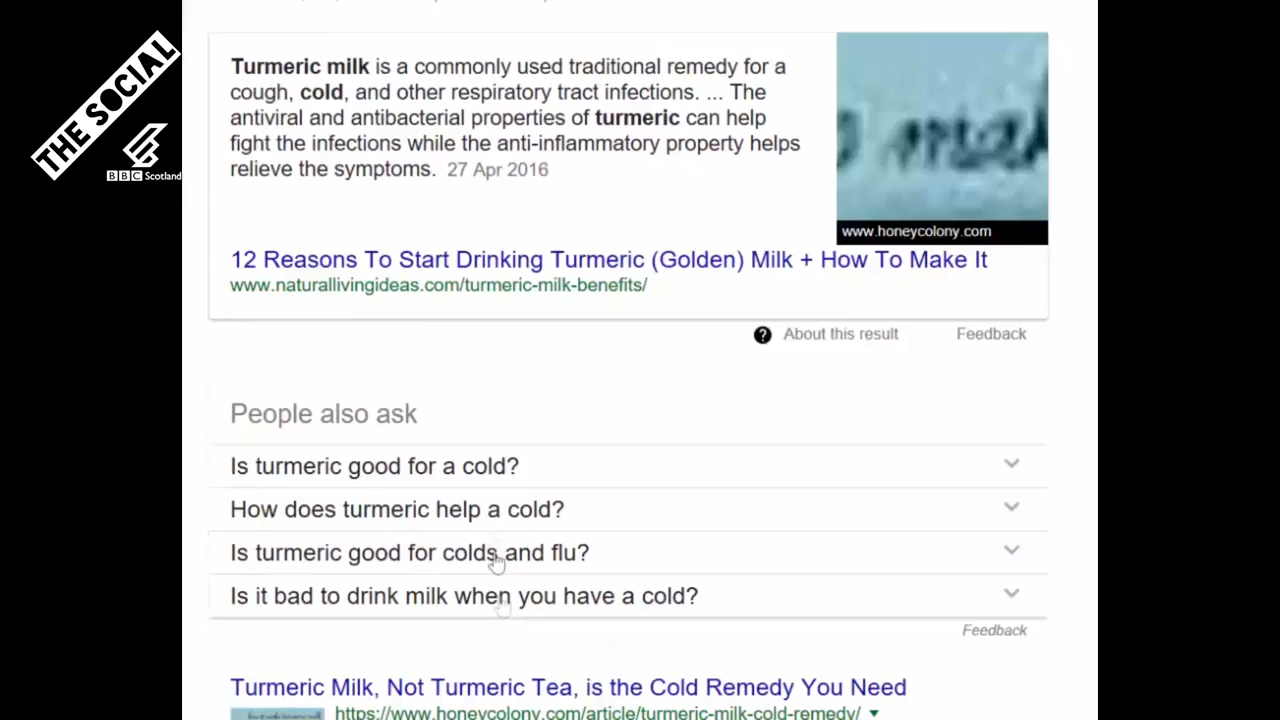 THE SOCIAL
BBC Scotland
Turmeric milk is a commonly used traditional remedy for a
cough, cold, and other respiratory tract infections. ... The
antiviral and antibacterial properties of turmeric can help
fight the infections while the anti-inflammatory property helps
relieve the symptoms. 27 Apr 2016
www.honeycolony.com
12 Reasons To Start Drinking Turmeric (Golden) Milk + How To Make It
www.naturallivingideas.com/turmeric-milk-benefits/
? About this result Feedback
People also ask
Is turmeric good for a cold?
How does turmeric help a cold?
Is turmeric good for colds and flu?
Is it bad to drink milk when you have a cold?
Feedback
Turmeric Milk, Not Turmeric Tea, is the Cold Remedy You Need
https://www.honeycolony.com/article/turmeric-milk-cold-remedy/